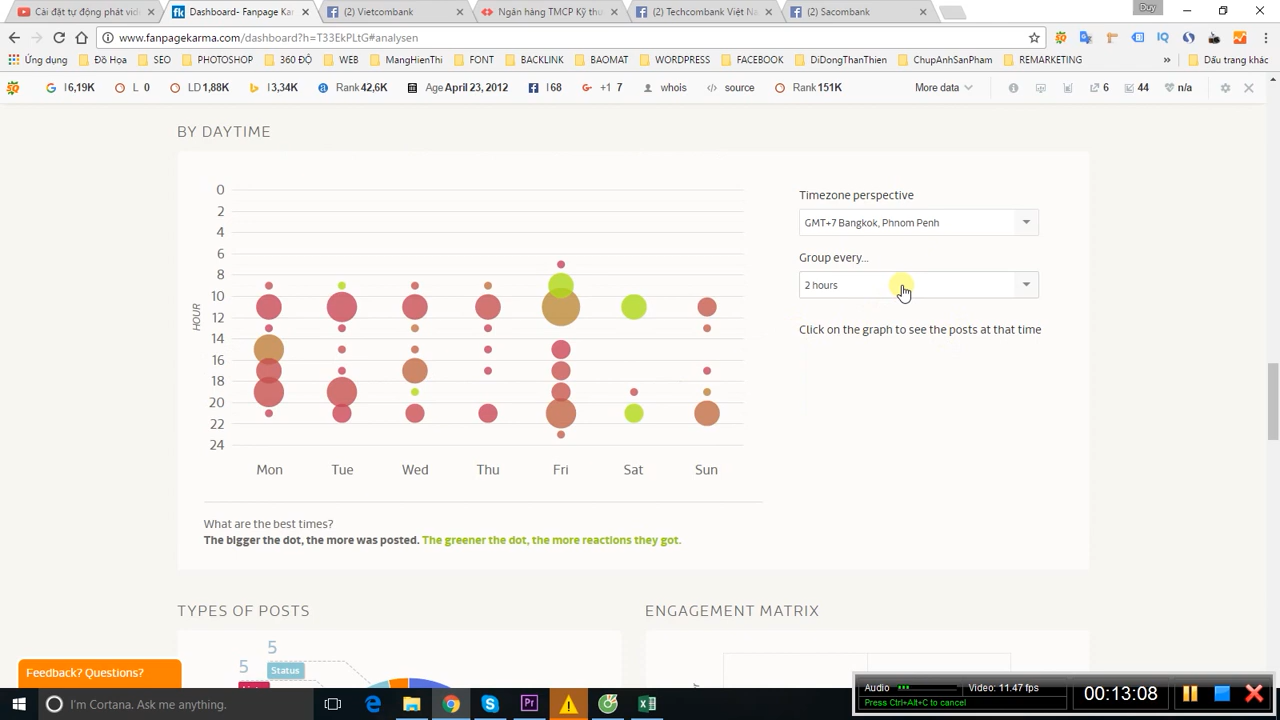 Cài đặt tự động phát vid
Dashboard- Fanpage Kar
(2) Vietcombank
Ngân hàng TMCP Kỹ thư
(2) Techcombank Việt Na
(2) Sacombank
Duy
www.fanpagekarma.com/dashboard?h=T33EkPLtG#analysen
Ứng dụng
Đồ Họa
SEO
PHOTOSHOP
360 ĐỘ
WEB
MangHienThi
FONT
BACKLINK
BAOMAT
WORDPRESS
FACEBOOK
DiDongThanThien
ChupAnhSanPham
REMARKETING
»
Dấu trang khác
I 6,19K
L 0
LD 1,88K
I 3,34K
Rank 42,6K
Age April 23, 2012
I 68
+1 7
whois
source
Rank 151K
More data
6
44
n/a
BY DAYTIME
0
2
4
6
8
10
12
14
16
18
20
22
24
HOUR
Mon Tue Wed Thu Fri Sat Sun
Timezone perspective
GMT+7 Bangkok, Phnom Penh
Group every...
2 hours
Click on the graph to see the posts at that time
What are the best times?
The bigger the dot, the more was posted. The greener the dot, the more reactions they got.
TYPES OF POSTS
ENGAGEMENT MATRIX
5
5
Status
Feedback? Questions?
I'm Cortana. Ask me anything.
Audio
Video: 11.47 fps
Press Ctrl+Alt+C to cancel
00:13:08